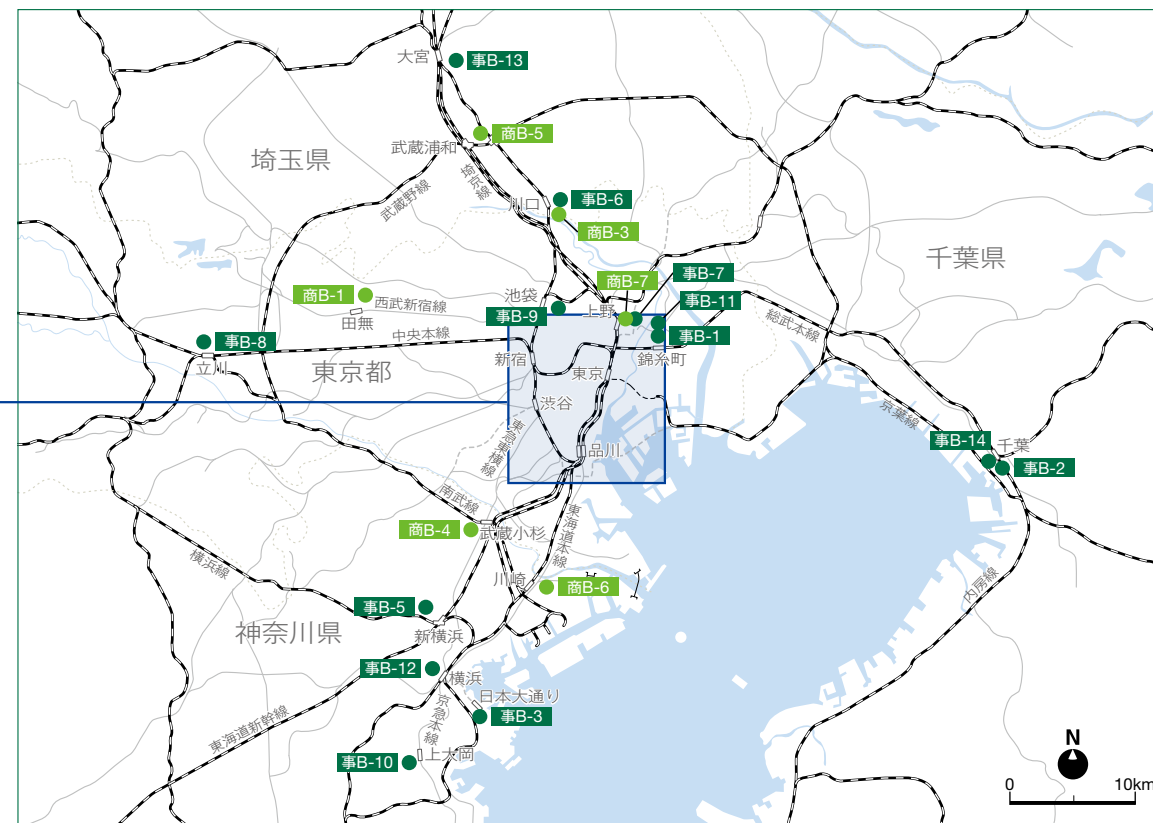 大宮
事B-13
商B-5
武蔵浦和
埼玉県
埼京線
武蔵野線
川口
事B-6
商B-3
千葉県
商B-7
事B-7
事B-11
事B-1
商B-1
西武新宿線
田無
池袋
事B-9
上野
総武本線
事B-8
中央本線
立川
新宿
錦糸町
東京
東京都
渋谷
京葉線
東急東横線
品川
事B-14
千葉
事B-2
南武線
商B-4
武蔵小杉
東海道本線
横浜線
川崎
商B-6
内房線
事B-5
神奈川県
新横浜
事B-12
横浜
日本大通り
事B-3
京急本線
東海道新幹線
上大岡
事B-10
N
0
10km